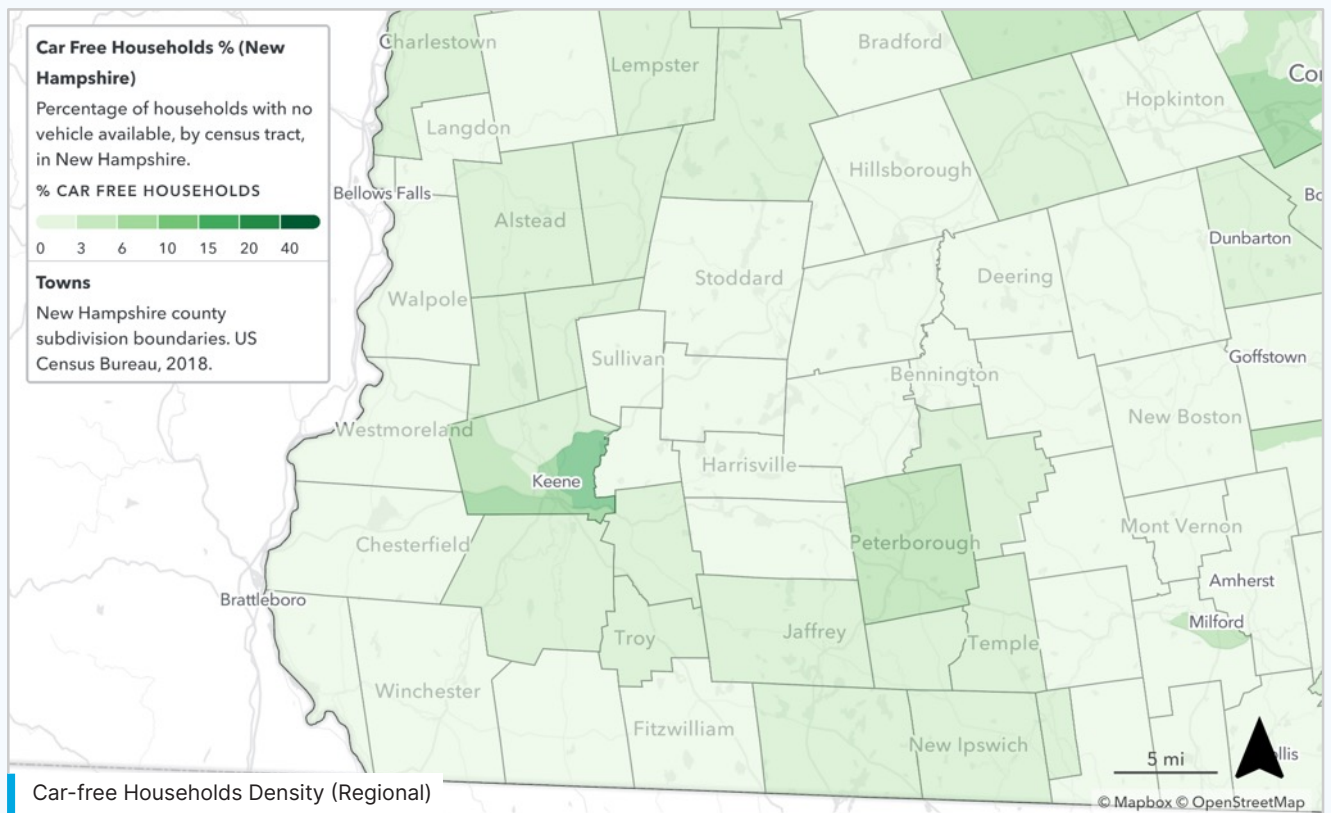 Car Free Households % (New
Hampshire)
Percentage of households with no
vehicle available, by census tract,
in New Hampshire.
% CAR FREE HOUSEHOLDS
0 3 6 10 15 20 40
Towns
New Hampshire county
subdivision boundaries. US
Census Bureau, 2018.
Charlestown
Bradford
Lempster
Hopkinton
Langdon
Hillsborough
Bellows Falls
Alstead
Dunbarton
Stoddard
Deering
Walpole
Sullivan
Goffstown
Bennington
New Boston
Westmoreland
Harrisville
Keene
Mont Vernon
Chesterfield
Peterborough
Amherst
Brattleboro
Milford
Troy
Jaffrey
Temple
Winchester
Fitzwilliam
New Ipswich
5 mi
Car-free Households Density (Regional)
© Mapbox © OpenStreetMap